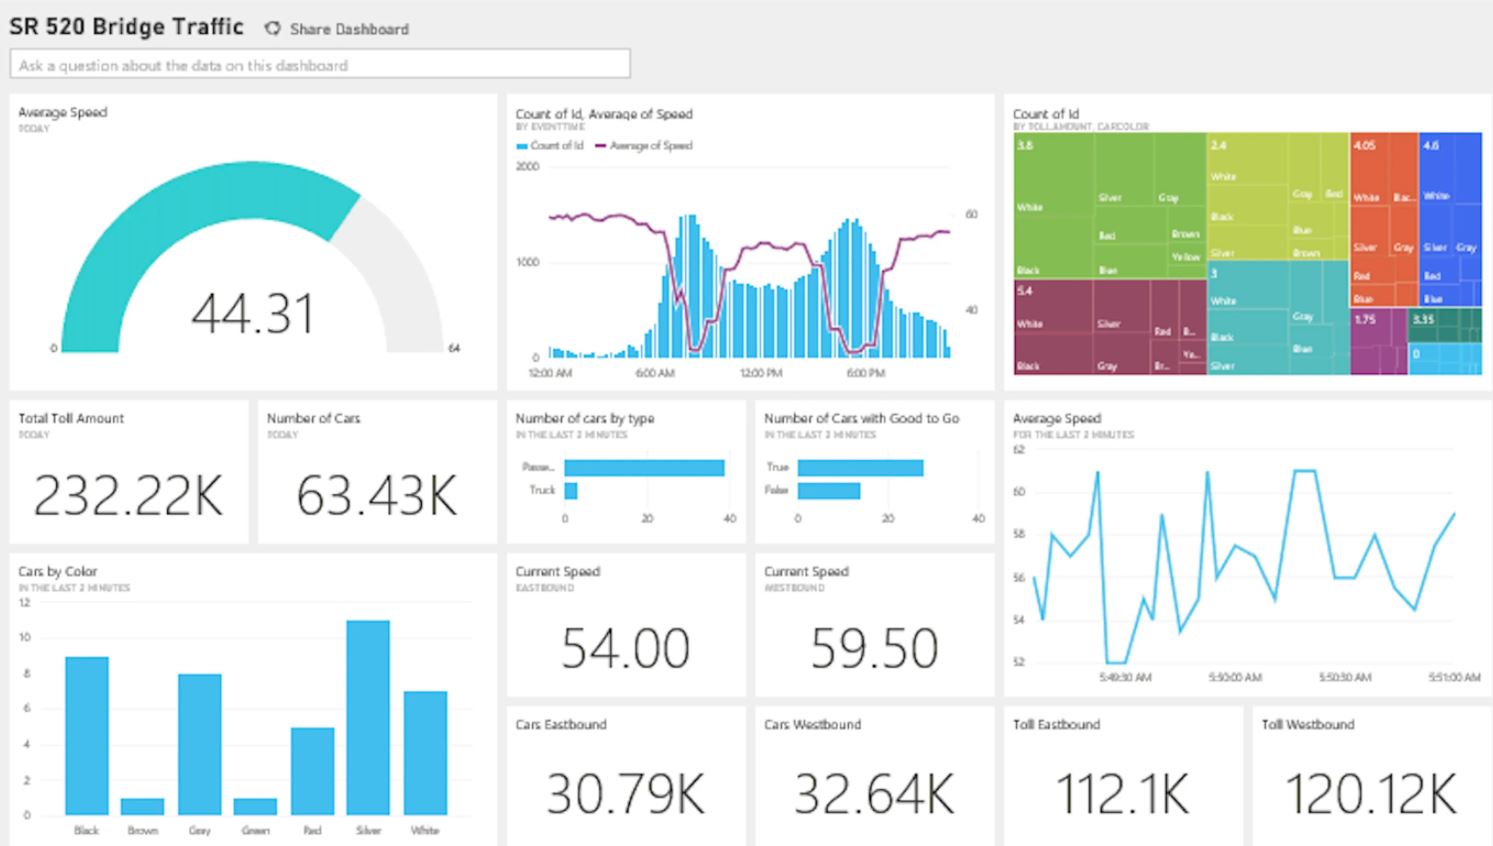 SR 520 Bridge Traffic
Share Dashboard
Ask a question about the data on this dashboard
Average Speed
TODAY
44.31
0
64
Count of Id, Average of Speed
BY EVENTTIME
Count of Id
Average of Speed
2000
1000
0
60
40
12:00 AM
6:00 AM
12:00 PM
6:00 PM
Count of Id
BY TOLLAMOUNT, CARCOLOR
3.8
White
Silver
Gray
Red
Brown
Yellow
Black
Blue
2.4
White
Gray
Red
Black
Blue
Silver
Brown
4.05
White
Blac...
Silver
Gray
Red
Blue
4.6
White
Silver
Gray
Red
Blue
5.4
White
Silver
Red
B...
Black
Gray
Br...
Ye...
3
White
Gray
Black
Blue
Silver
1.75
3.35
0
Total Toll Amount
TODAY
232.22K
Number of Cars
TODAY
63.43K
Number of cars by type
IN THE LAST 2 MINUTES
Passe...
Truck
0
20
40
Number of Cars with Good to Go
IN THE LAST 2 MINUTES
True
False
0
20
40
Average Speed
FOR THE LAST 2 MINUTES
62
60
58
56
54
52
5:49:30 AM
5:50:00 AM
5:50:30 AM
5:51:00 AM
Cars by Color
IN THE LAST 2 MINUTES
12
10
8
6
4
2
0
Black
Brown
Gray
Green
Red
Silver
White
Current Speed
EASTBOUND
54.00
Current Speed
WESTBOUND
59.50
Cars Eastbound
30.79K
Cars Westbound
32.64K
Toll Eastbound
112.1K
Toll Westbound
120.12K